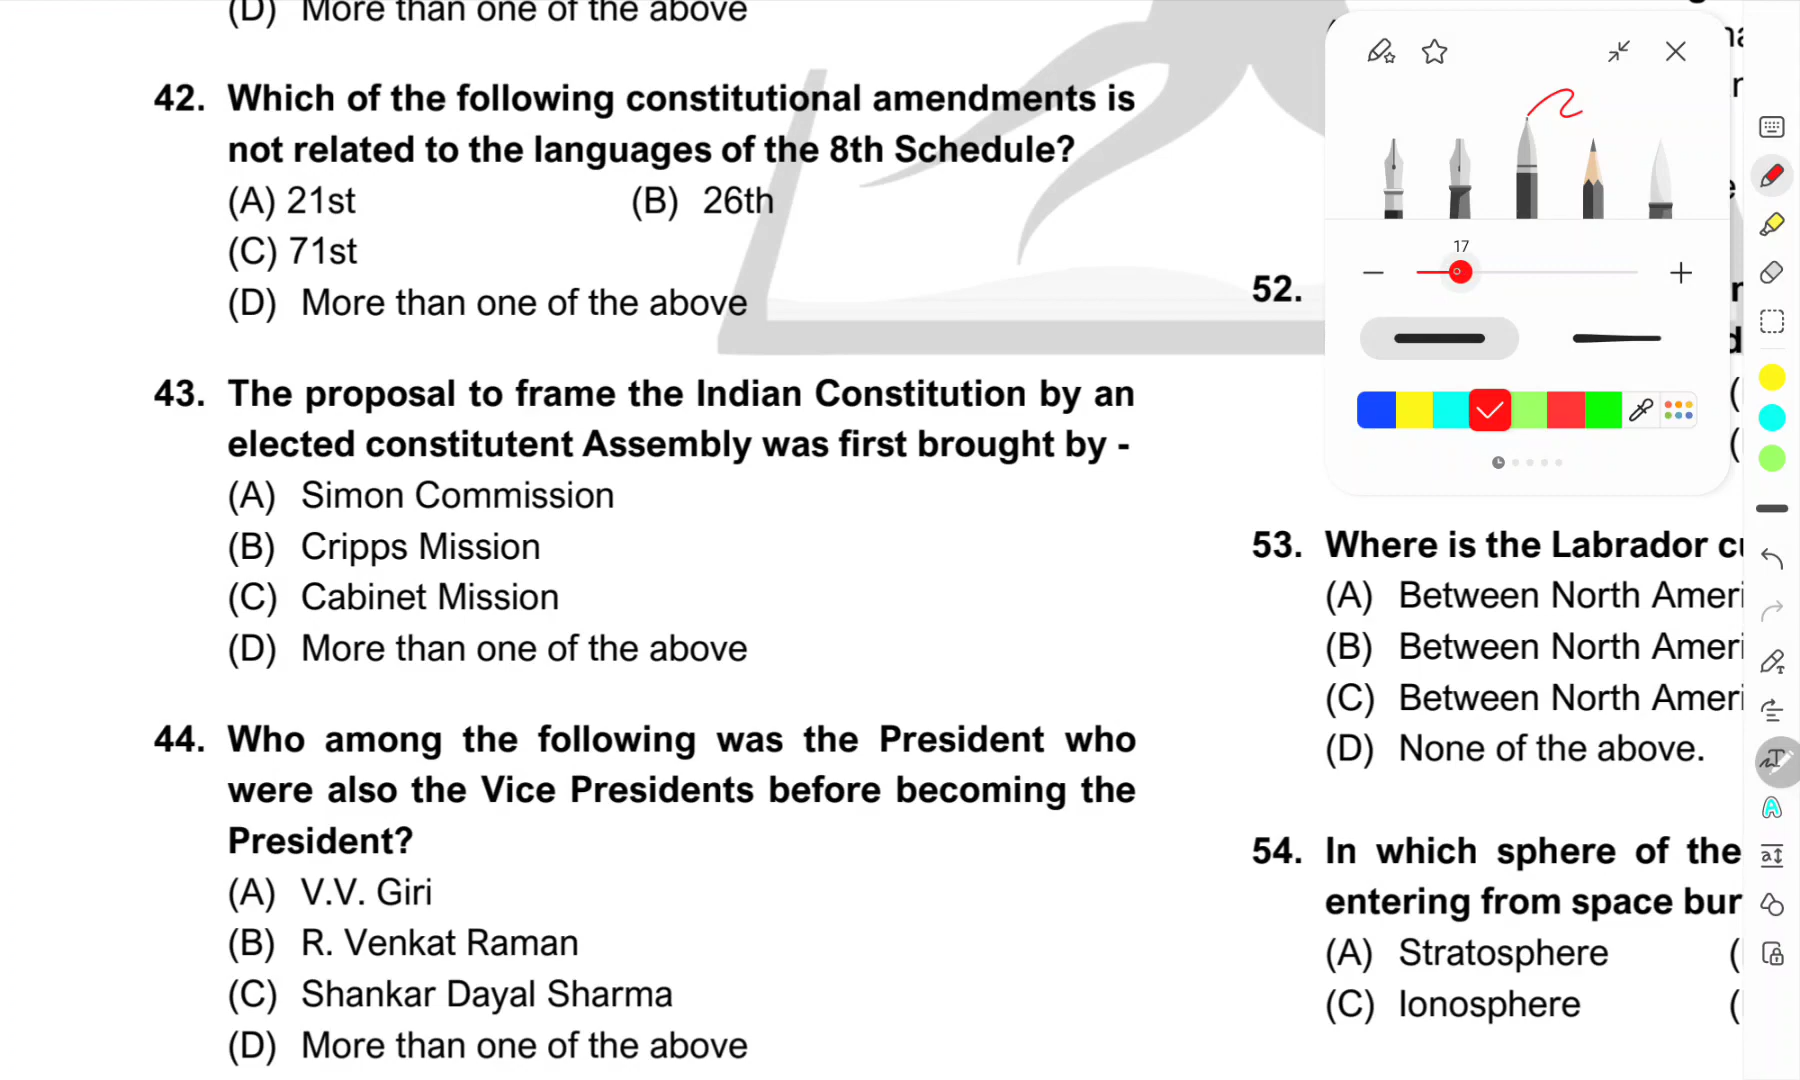 (D) More than one of the above
42. Which of the following constitutional amendments is
not related to the languages of the 8th Schedule?
(A) 21st (B) 26th
(C) 71st
(D) More than one of the above
43. The proposal to frame the Indian Constitution by an
elected constitutent Assembly was first brought by -
(A) Simon Commission
(B) Cripps Mission
(C) Cabinet Mission
(D) More than one of the above
44. Who among the following was the President who
were also the Vice Presidents before becoming the
President?
(A) V.V. Giri
(B) R. Venkat Raman
(C) Shankar Dayal Sharma
(D) More than one of the above
17
52.
53. Where is the Labrador
(A) Between North Ameri
(B) Between North Ameri
(C) Between North Ameri
(D) None of the above.
54. In which sphere of the
entering from space bur
(A) Stratosphere (
(C) Ionosphere (